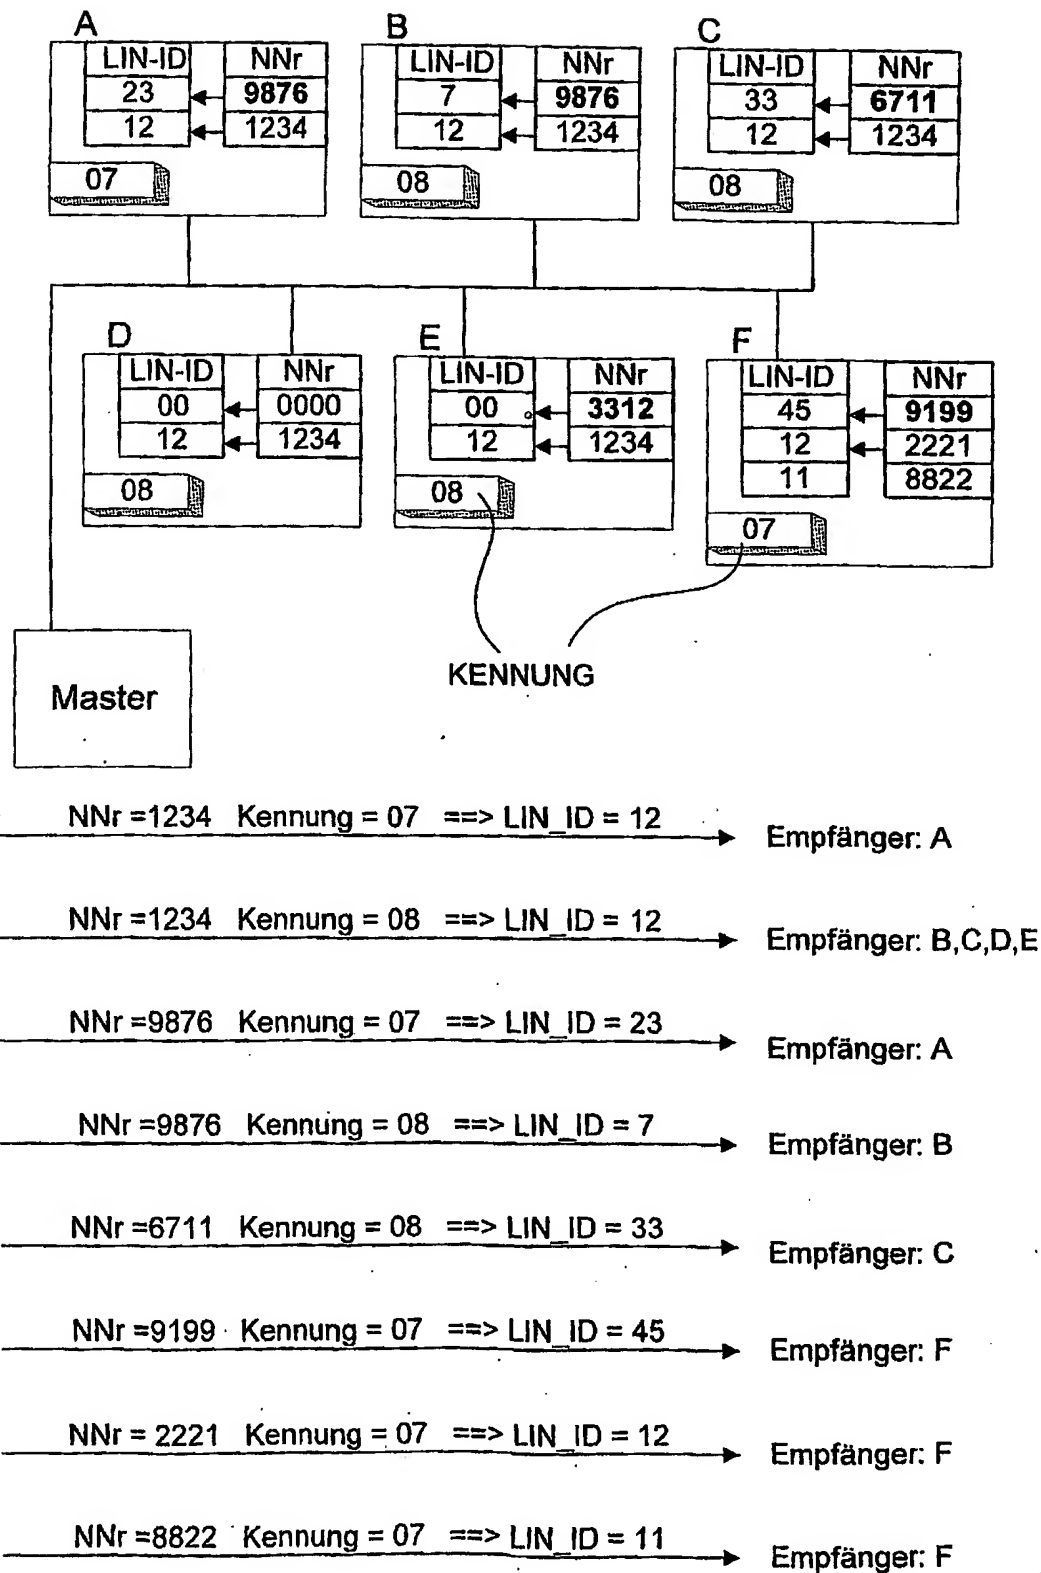 A
LIN-ID NNr
23 9876
12 1234
07
B
LIN-ID NNr
7 9876
12 1234
08
C
LIN-ID NNr
33 6711
12 1234
08
D
LIN-ID NNr
00 0000
12 1234
08
E
LIN-ID NNr
00 3312
12 1234
08
F
LIN-ID NNr
45 9199
12 2221
11 8822
07
KENNUNG
Master
NNr =1234 Kennung = 07 ==> LIN_ID = 12 Empfänger: A
NNr =1234 Kennung = 08 ==> LIN_ID = 12 Empfänger: B,C,D,E
NNr =9876 Kennung = 07 ==> LIN_ID = 23 Empfänger: A
NNr =9876 Kennung = 08 ==> LIN_ID = 7 Empfänger: B
NNr =6711 Kennung = 08 ==> LIN_ID = 33 Empfänger: C
NNr =9199 Kennung = 07 ==> LIN_ID = 45 Empfänger: F
NNr = 2221 Kennung = 07 ==> LIN_ID = 12 Empfänger: F
NNr =8822 Kennung = 07 ==> LIN_ID = 11 Empfänger: F